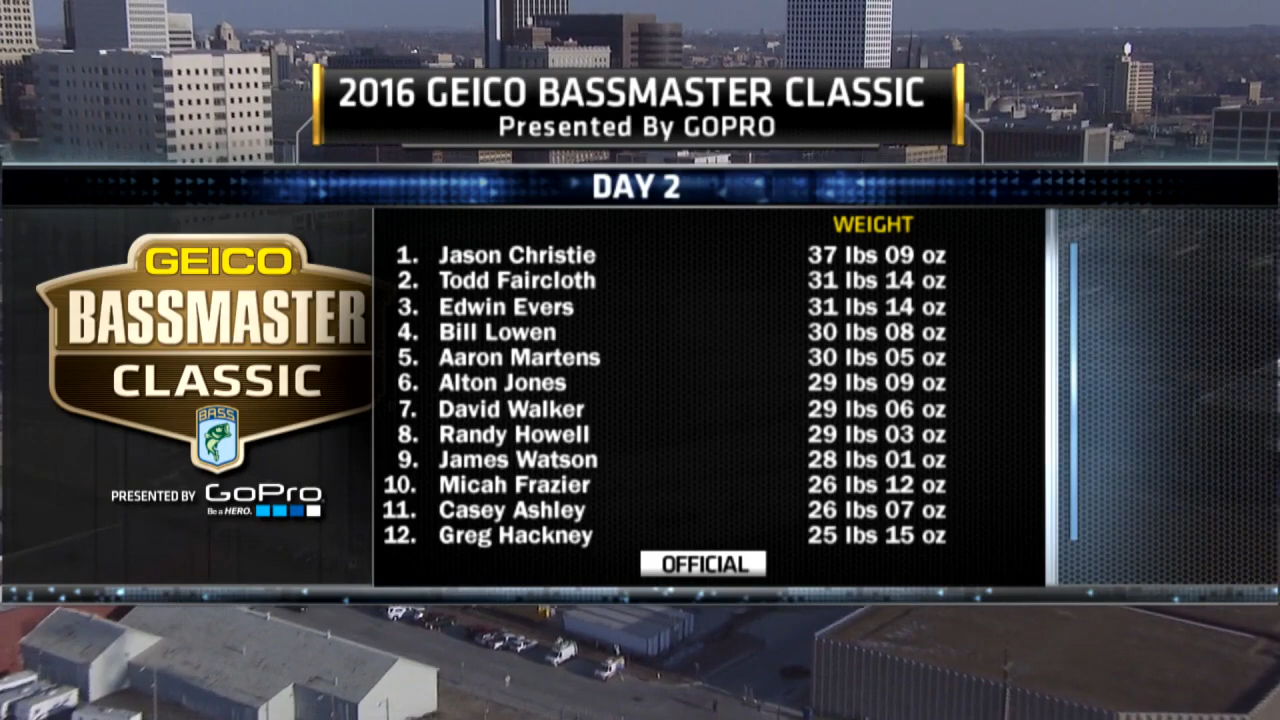 2016 GEICO BASSMASTER CLASSIC
Presented By GOPRO
DAY 2
WEIGHT
1. Jason Christie 37 lbs 09 oz
2. Todd Faircloth 31 lbs 14 oz
3. Edwin Evers 31 lbs 14 oz
4. Bill Lowen 30 lbs 08 oz
5. Aaron Martens 30 lbs 05 oz
6. Alton Jones 29 lbs 09 oz
7. David Walker 29 lbs 06 oz
8. Randy Howell 29 lbs 03 oz
9. James Watson 28 lbs 01 oz
10. Micah Frazier 26 lbs 12 oz
11. Casey Ashley 26 lbs 07 oz
12. Greg Hackney 25 lbs 15 oz
OFFICIAL
GEICO
BASSMASTER
CLASSIC
BASS
PRESENTED BY GoPro
Be a HERO.